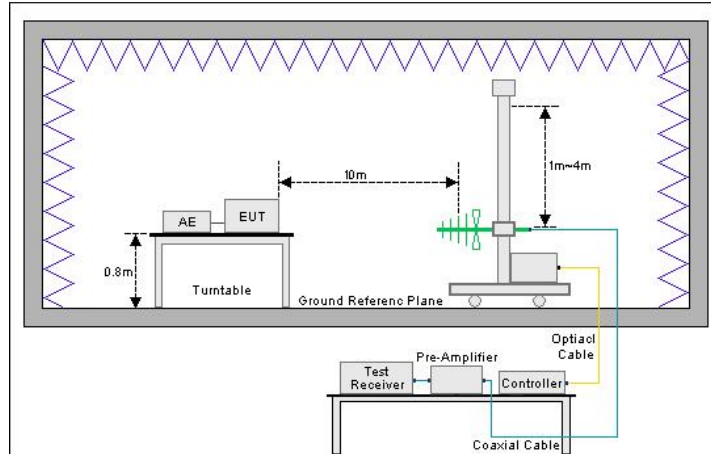 10m
1m~4m
AE
EUT
0.8m
Turntable
Ground Referenc Plane
Optiacl
Cable
Pre-Amplifier
Test
Receiver
Controller
Coaxial Cable